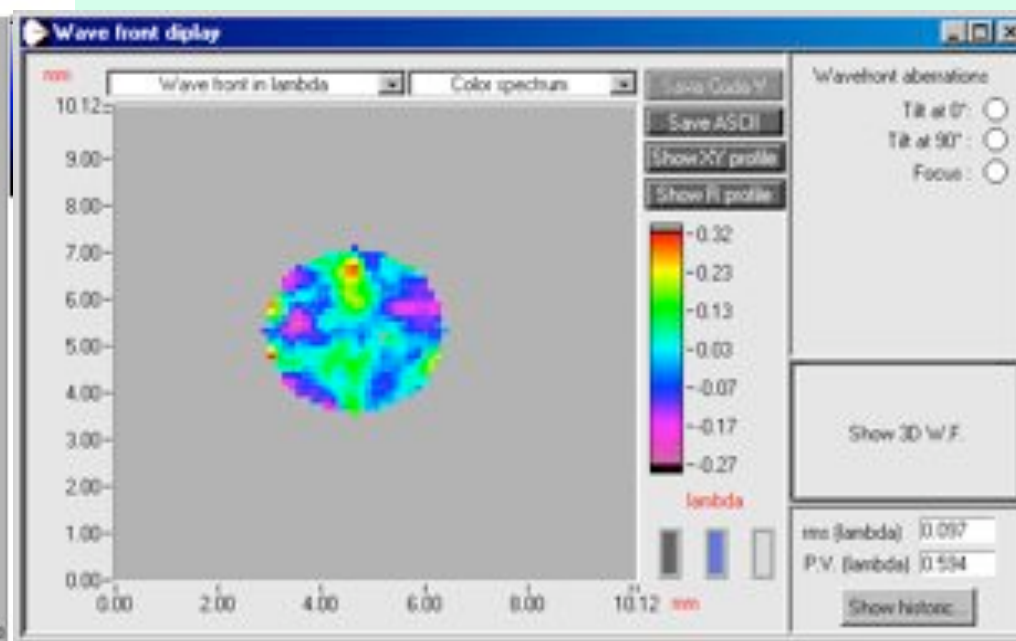 Wave front diplay
mm
Wave front in lambda
Color spectrum
Save Code V
Save ASCII
Show XY profile
Show R profile
Wavefront aberrations
Tilt at 0°:
Tilt at 90°:
Focus:
10.12
9.00
8.00
7.00
6.00
5.00
4.00
3.00
2.00
1.00
0.00
0.00 2.00 4.00 6.00 8.00 10.12 mm
0.32
0.23
0.13
0.03
-0.07
-0.17
-0.27
lambda
Show 3D W.F.
rms (lambda) 0.097
P.V. (lambda) 0.594
Show historic...